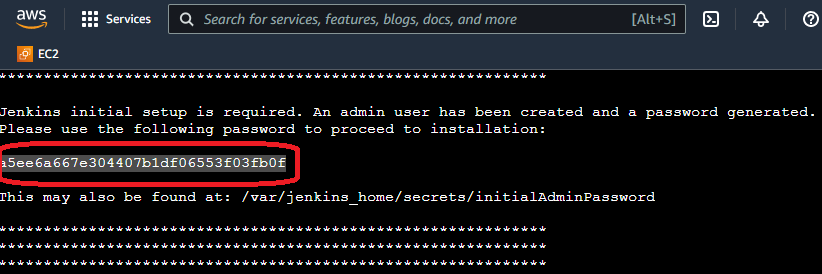 aws
Services
Search for services, features, blogs, docs, and more
[Alt+S]
EC2
***************************************************************
Jenkins initial setup is required. An admin user has been created and a password generated.
Please use the following password to proceed to installation:
a5ee6a667e304407b1df06553f03fb0f
This may also be found at: /var/jenkins_home/secrets/initialAdminPassword
***************************************************************
***************************************************************
***************************************************************